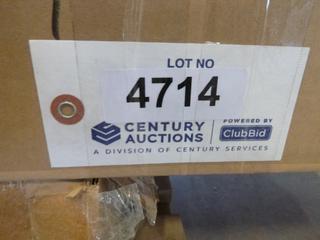 LOT NO
4714
CENTURY AUCTIONS
POWERED BY
ClubBid
A DIVISION OF CENTURY SERVICES